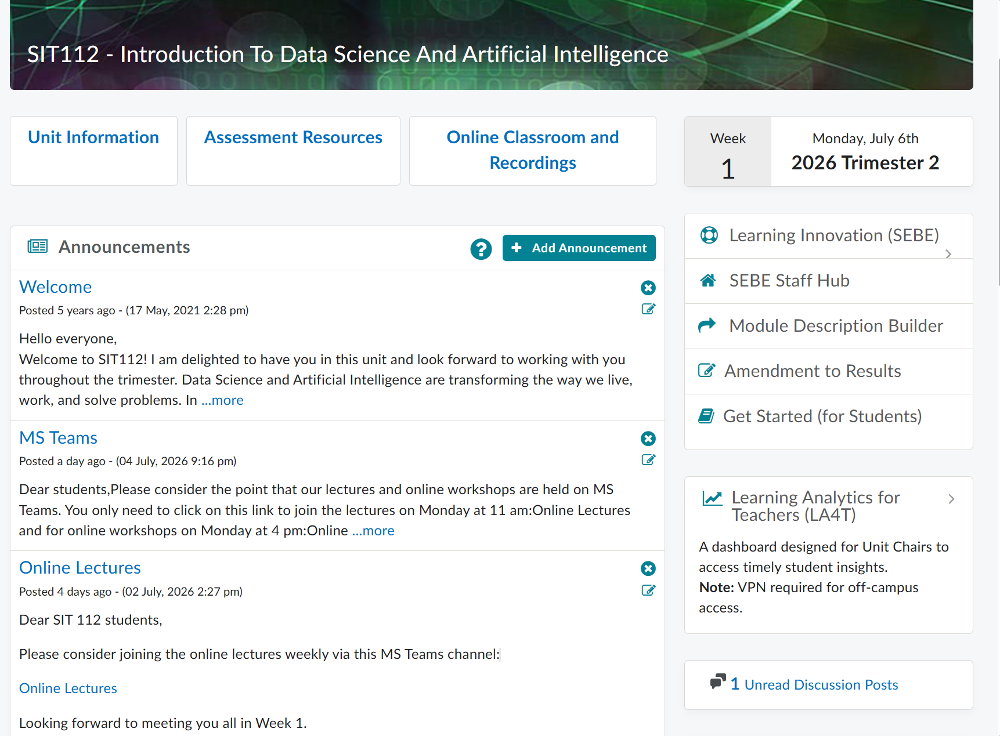 SIT112 - Introduction To Data Science And Artificial Intelligence
Unit Information
Assessment Resources
Online Classroom and
Recordings
Week
1
Monday, July 6th
2026 Trimester 2
Announcements
? + Add Announcement
Welcome
Posted 5 years ago - (17 May, 2021 2:28 pm)
Hello everyone,
Welcome to SIT112! I am delighted to have you in this unit and look forward to working with you
throughout the trimester. Data Science and Artificial Intelligence are transforming the way we live,
work, and solve problems. In ...more
MS Teams
Posted a day ago - (04 July, 2026 9:16 pm)
Dear students,Please consider the point that our lectures and online workshops are held on MS
Teams. You only need to click on this link to join the lectures on Monday at 11 am:Online Lectures
and for online workshops on Monday at 4 pm:Online ...more
Online Lectures
Posted 4 days ago - (02 July, 2026 2:27 pm)
Dear SIT 112 students,
Please consider joining the online lectures weekly via this MS Teams channel:
Online Lectures
Looking forward to meeting you all in Week 1.
Learning Innovation (SEBE)
SEBE Staff Hub
Module Description Builder
Amendment to Results
Get Started (for Students)
Learning Analytics for
Teachers (LA4T)
A dashboard designed for Unit Chairs to
access timely student insights.
Note: VPN required for off-campus
access.
1 Unread Discussion Posts